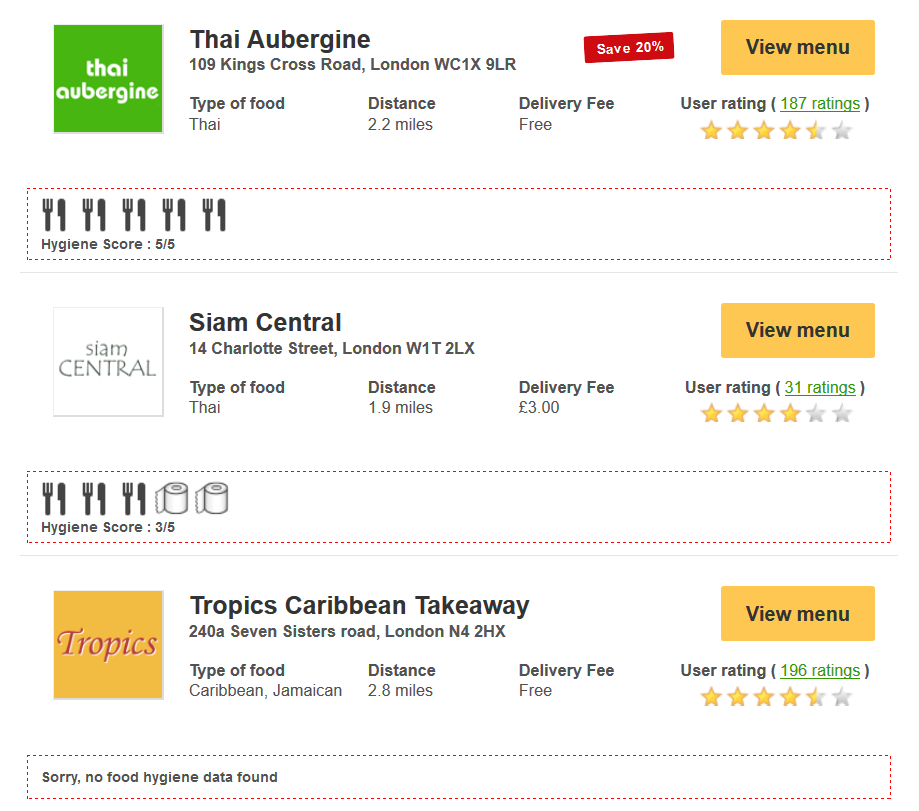 thai
aubergine
Thai Aubergine
109 Kings Cross Road, London WC1X 9LR
Save 20%
View menu
Type of food Distance Delivery Fee User rating ( 187 ratings )
Thai 2.2 miles Free
Hygiene Score : 5/5
siam
CENTRAL
Siam Central
14 Charlotte Street, London W1T 2LX
View menu
Type of food Distance Delivery Fee User rating ( 31 ratings )
Thai 1.9 miles £3.00
Hygiene Score : 3/5
Tropics
Tropics Caribbean Takeaway
240a Seven Sisters road, London N4 2HX
View menu
Type of food Distance Delivery Fee User rating ( 196 ratings )
Caribbean, Jamaican 2.8 miles Free
Sorry, no food hygiene data found